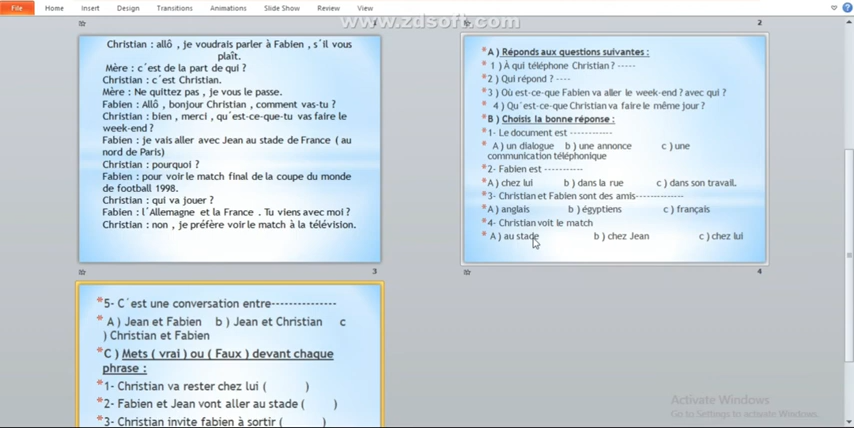 File Home Insert Design Transitions Animations Slide Show Review View
www.zdsoft.com
1
2
Christian : allô , je voudrais parler à Fabien , s´il vous
plaît.
Mère : c´est de la part de qui ?
Christian : c´est Christian.
Mère : Ne quittez pas , je vous le passe.
Fabien : Allô , bonjour Christian , comment vas-tu ?
Christian : bien , merci , qu´est-ce-que-tu vas faire le
week-end ?
Fabien : je vais aller avec Jean au stade de France ( au
nord de Paris)
Christian : pourquoi ?
Fabien : pour voir le match final de la coupe du monde
de football 1998.
Christian : qui va jouer ?
Fabien : l´Allemagne et la France . Tu viens avec moi ?
Christian : non , je préfère voir le match à la télévision.
3
*A ) Réponds aux questions suivantes :
* 1 ) À qui téléphone Christian ? -----
*2 ) Qui répond ? ----
*3 ) Où est-ce que Fabien va aller le week-end ? avec qui ?
* 4 ) Qu´est-ce-que Christian va faire le même jour ?
*B ) Choisis la bonne réponse :
*1- Le document est ------------
* A ) un dialogue b ) une annonce c ) une
communication téléphonique
*2- Fabien est -----------
*A ) chez lui b ) dans la rue c ) dans son travail.
*3- Christian et Fabien sont des amis--------------
*A ) anglais b ) égyptiens c ) français
*4- Christian voit le match
* A ) au stade b ) chez Jean c ) chez lui
4
*5- C´est une conversation entre---------------
* A ) Jean et Fabien b ) Jean et Christian c
) Christian et Fabien
*C ) Mets ( vrai ) ou ( Faux ) devant chaque
phrase :
*1- Christian va rester chez lui ( )
*2- Fabien et Jean vont aller au stade ( )
*3- Christian invite fabien à sortir ( )
Activate Windows
Go to Settings to activate Windows.